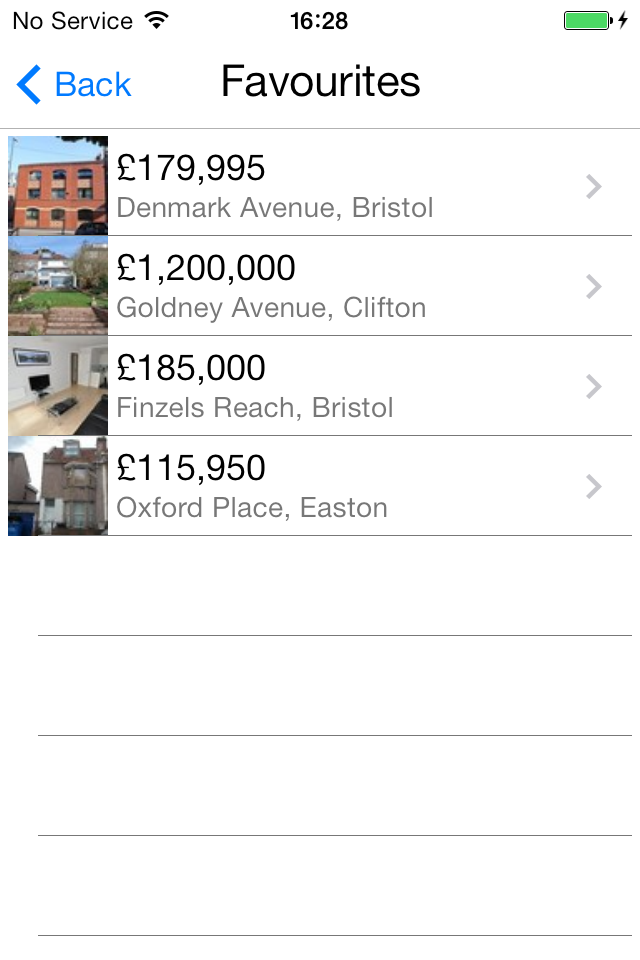 No Service 16:28
Back Favourites
£179,995
Denmark Avenue, Bristol
£1,200,000
Goldney Avenue, Clifton
£185,000
Finzels Reach, Bristol
£115,950
Oxford Place, Easton